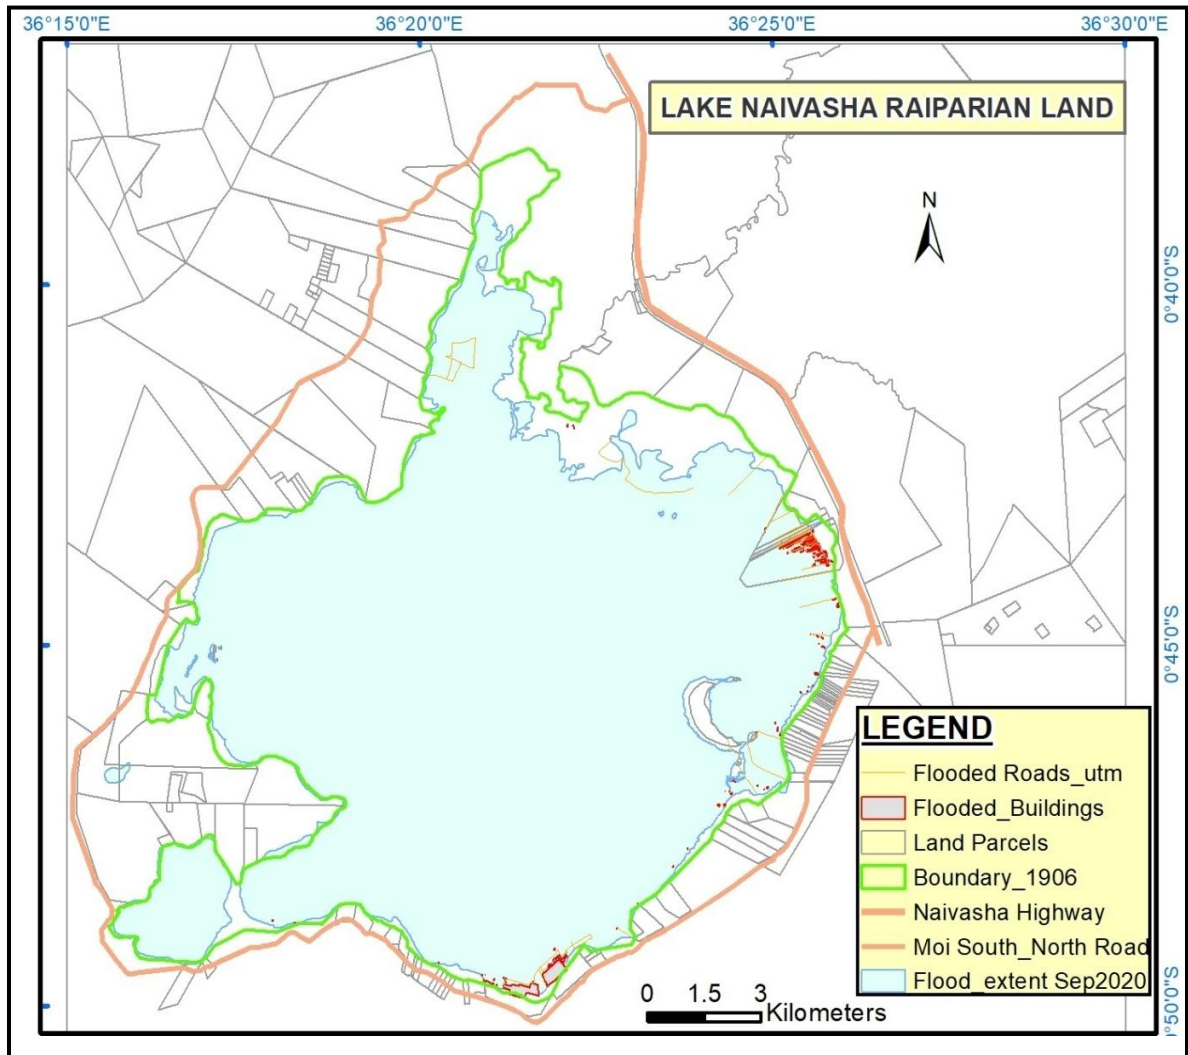 36°15'0"E
36°20'0"E
36°25'0"E
36°30'0"E
LAKE NAIVASHA RAIPARIAN LAND
N
0°40'0"S
0°45'0"S
0°50'0"S
LEGEND
Flooded Roads_utm
Flooded_Buildings
Land Parcels
Boundary_1906
Naivasha Highway
Moi South_North Road
Flood_extent Sep2020
0 1.5 3
Kilometers